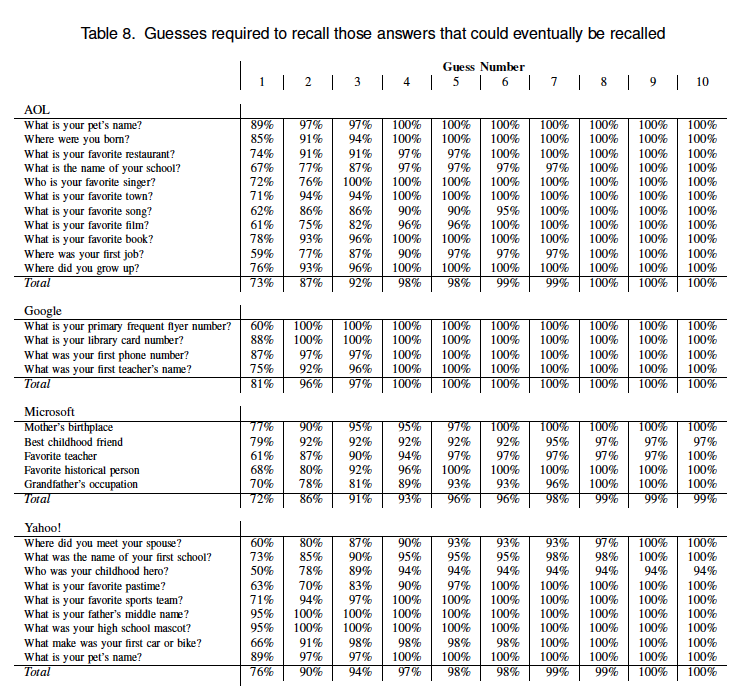 Table 8. Guesses required to recall those answers that could eventually be recalled
Guess Number
1 2 3 4 5 6 7 8 9 10
AOL
What is your pet's name? 89% 97% 97% 100% 100% 100% 100% 100% 100% 100%
Where were you born? 85% 91% 94% 100% 100% 100% 100% 100% 100% 100%
What is your favorite restaurant? 74% 91% 91% 97% 97% 100% 100% 100% 100% 100%
What is the name of your school? 67% 77% 87% 97% 97% 97% 97% 100% 100% 100%
Who is your favorite singer? 72% 76% 100% 100% 100% 100% 100% 100% 100% 100%
What is your favorite town? 71% 94% 94% 100% 100% 100% 100% 100% 100% 100%
What is your favorite song? 62% 86% 86% 90% 90% 95% 100% 100% 100% 100%
What is your favorite film? 61% 75% 82% 96% 96% 100% 100% 100% 100% 100%
What is your favorite book? 78% 93% 96% 100% 100% 100% 100% 100% 100% 100%
Where was your first job? 59% 77% 87% 90% 97% 97% 97% 100% 100% 100%
Where did you grow up? 76% 93% 96% 100% 100% 100% 100% 100% 100% 100%
Total 73% 87% 92% 98% 98% 99% 99% 100% 100% 100%
Google
What is your primary frequent flyer number? 60% 100% 100% 100% 100% 100% 100% 100% 100% 100%
What is your library card number? 88% 100% 100% 100% 100% 100% 100% 100% 100% 100%
What was your first phone number? 87% 97% 97% 100% 100% 100% 100% 100% 100% 100%
What was your first teacher's name? 75% 92% 96% 100% 100% 100% 100% 100% 100% 100%
Total 81% 96% 97% 100% 100% 100% 100% 100% 100% 100%
Microsoft
Mother's birthplace 77% 90% 95% 95% 97% 100% 100% 100% 100% 100%
Best childhood friend 79% 92% 92% 92% 92% 92% 95% 97% 97% 97%
Favorite teacher 61% 87% 90% 94% 97% 97% 97% 97% 97% 100%
Favorite historical person 68% 80% 92% 96% 100% 100% 100% 100% 100% 100%
Grandfather's occupation 70% 78% 81% 89% 93% 93% 96% 100% 100% 100%
Total 72% 86% 91% 93% 96% 96% 98% 99% 99% 99%
Yahoo!
Where did you meet your spouse? 60% 80% 87% 90% 93% 93% 93% 97% 100% 100%
What was the name of your first school? 73% 85% 90% 95% 95% 95% 98% 98% 100% 100%
Who was your childhood hero? 50% 78% 89% 94% 94% 94% 94% 94% 94% 94%
What is your favorite pastime? 63% 70% 83% 90% 97% 100% 100% 100% 100% 100%
What is your favorite sports team? 71% 94% 97% 100% 100% 100% 100% 100% 100% 100%
What is your father's middle name? 95% 100% 100% 100% 100% 100% 100% 100% 100% 100%
What was your high school mascot? 95% 100% 100% 100% 100% 100% 100% 100% 100% 100%
What make was your first car or bike? 66% 91% 98% 98% 98% 98% 100% 100% 100% 100%
What is your pet's name? 89% 97% 97% 100% 100% 100% 100% 100% 100% 100%
Total 76% 90% 94% 97% 98% 98% 99% 99% 100% 100%